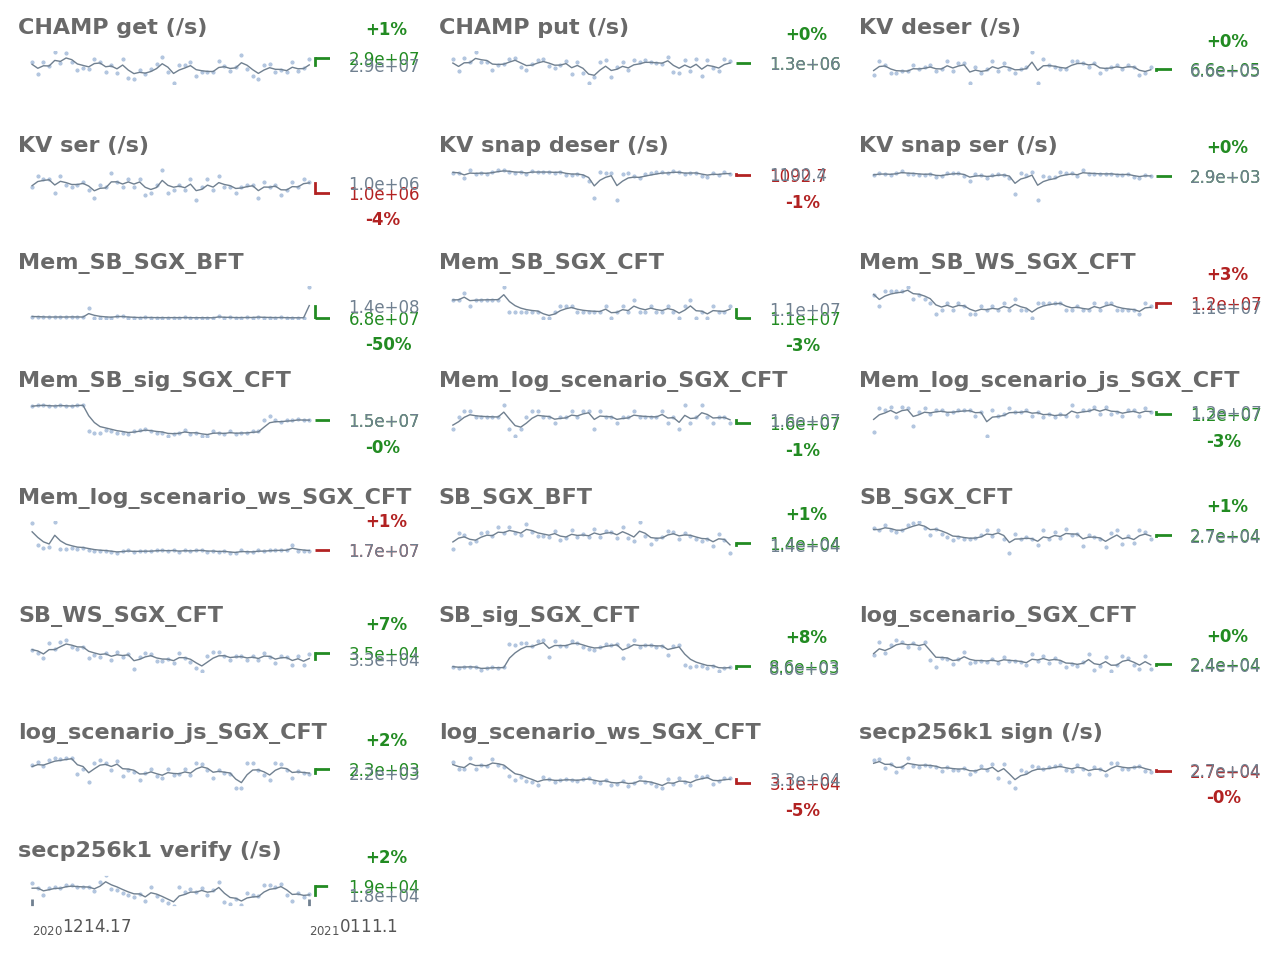 CHAMP get (/s)
+1%
2.9e+07
2.9e+07
CHAMP put (/s)
+0%
1.3e+06
KV deser (/s)
+0%
6.6e+05
KV ser (/s)
1.0e+06
1.0e+06
-4%
KV snap deser (/s)
-1%
KV snap ser (/s)
+0%
2.9e+03
Mem_SB_SGX_BFT
1.4e+08
6.8e+07
-50%
Mem_SB_SGX_CFT
1.1e+07
1.1e+07
-3%
Mem_SB_WS_SGX_CFT
+3%
1.2e+07
1.1e+07
Mem_SB_sig_SGX_CFT
1.5e+07
-0%
Mem_log_scenario_SGX_CFT
1.6e+07
1.6e+07
-1%
Mem_log_scenario_js_SGX_CFT
1.2e+07
-3%
Mem_log_scenario_ws_SGX_CFT
+1%
1.7e+07
SB_SGX_BFT
+1%
1.4e+04
1.4e+04
SB_SGX_CFT
+1%
2.7e+04
SB_WS_SGX_CFT
+7%
3.5e+04
3.3e+04
SB_sig_SGX_CFT
+8%
8.6e+03
8.0e+03
log_scenario_SGX_CFT
+0%
2.4e+04
log_scenario_js_SGX_CFT
+2%
2.3e+03
2.2e+03
log_scenario_ws_SGX_CFT
3.1e+04
-5%
secp256k1 sign (/s)
2.7e+04
-0%
secp256k1 verify (/s)
+2%
1.9e+04
1.8e+04
2020 1214.17
2021 0111.1